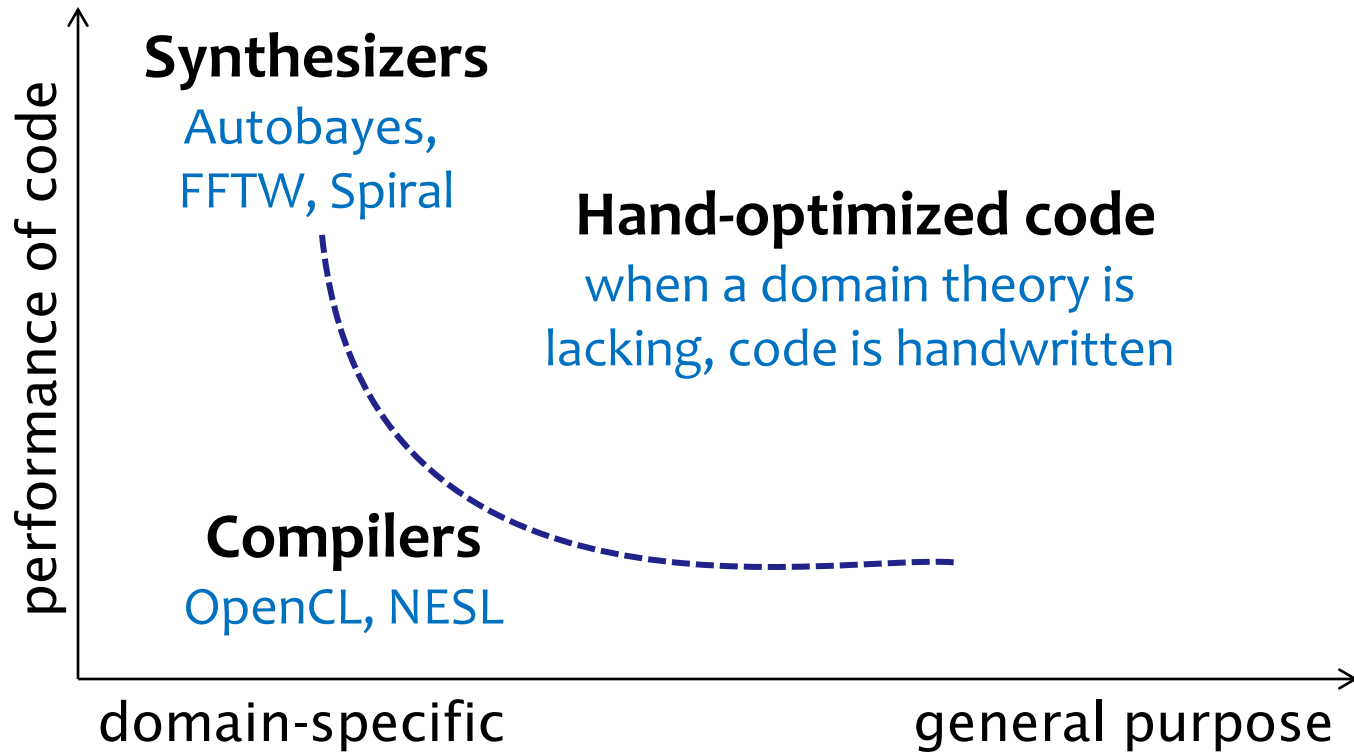 performance of code
Synthesizers
Autobayes,
FFTW, Spiral
Hand-optimized code
when a domain theory is
lacking, code is handwritten
Compilers
OpenCL, NESL
domain-specific
general purpose